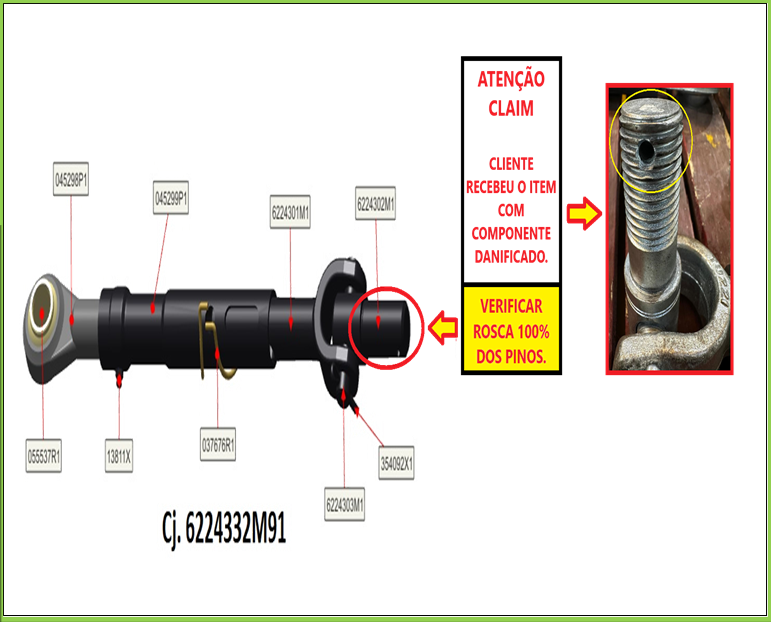 ATENÇÃO
CLAIM
CLIENTE
RECEBEU O ITEM
COM
COMPONENTE
DANIFICADO.
VERIFICAR
ROSCA 100%
DOS PINOS.
045298P1
045299P1
6224301M1
6224302M1
055537R1
13811X
037676R1
354092X1
6224303M1
Cj. 6224332M91